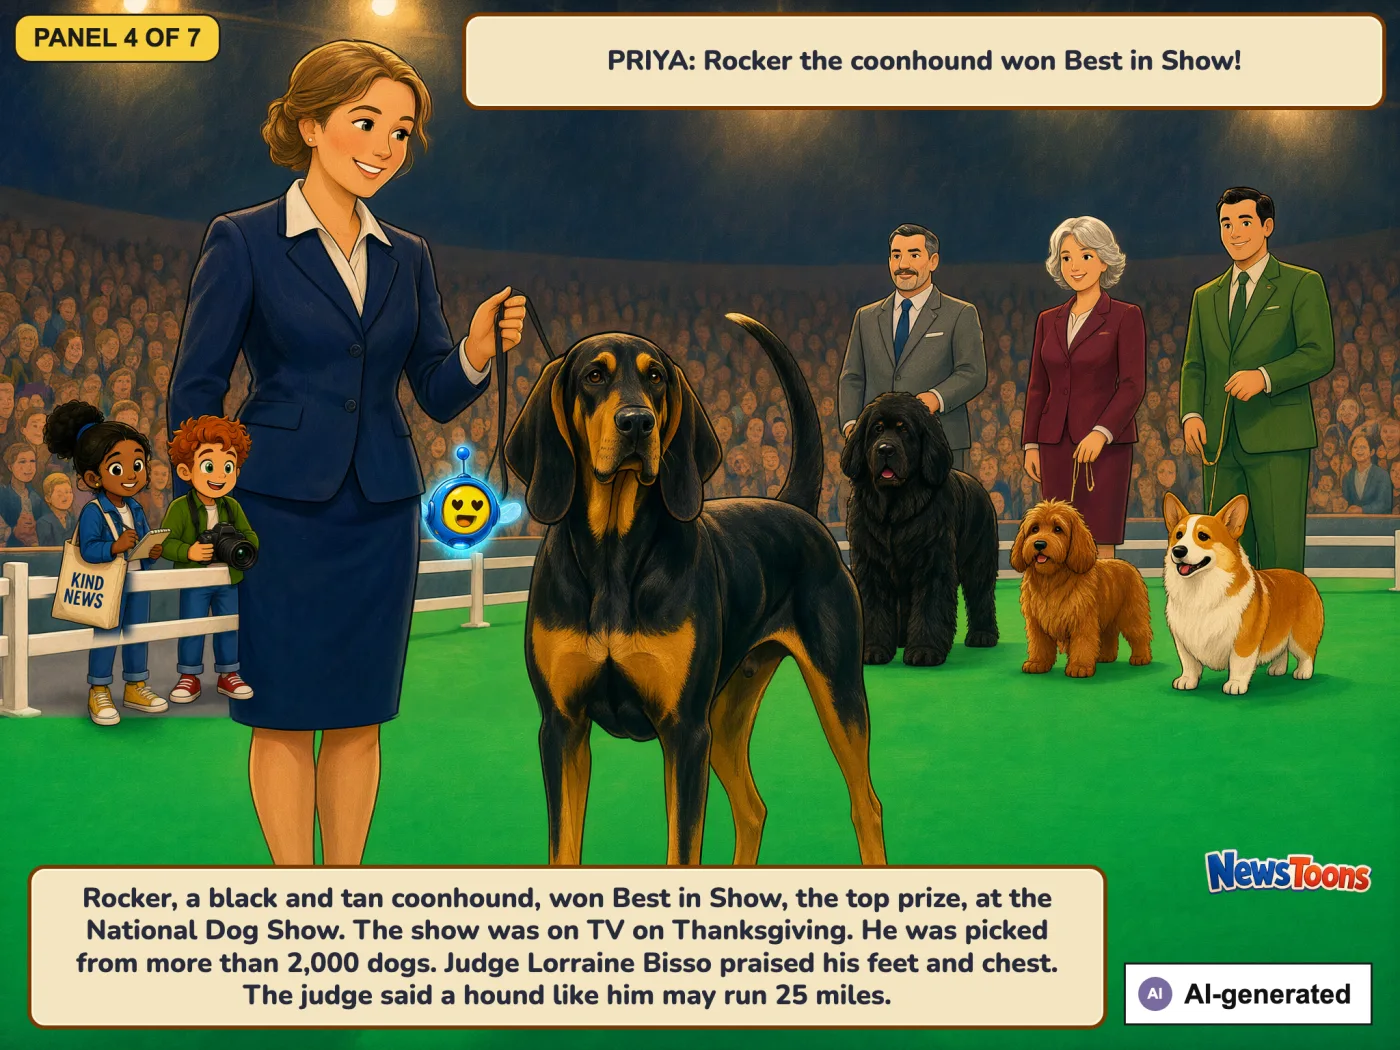 PANEL 4 OF 7
PRIYA: Rocker the coonhound won Best in Show!
KIND
NEWS
Rocker, a black and tan coonhound, won Best in Show, the top prize, at the
National Dog Show. The show was on TV on Thanksgiving. He was picked
from more than 2,000 dogs. Judge Lorraine Bisso praised his feet and chest.
The judge said a hound like him may run 25 miles.
NEWSTOONS
AI AI-generated